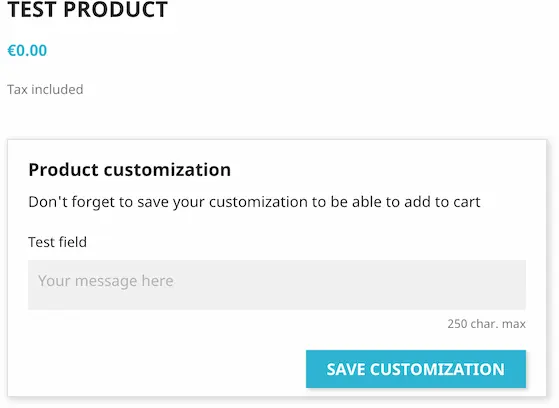 TEST PRODUCT
€0.00
Tax included
Product customization
Don't forget to save your customization to be able to add to cart
Test field
Your message here
250 char. max
SAVE CUSTOMIZATION